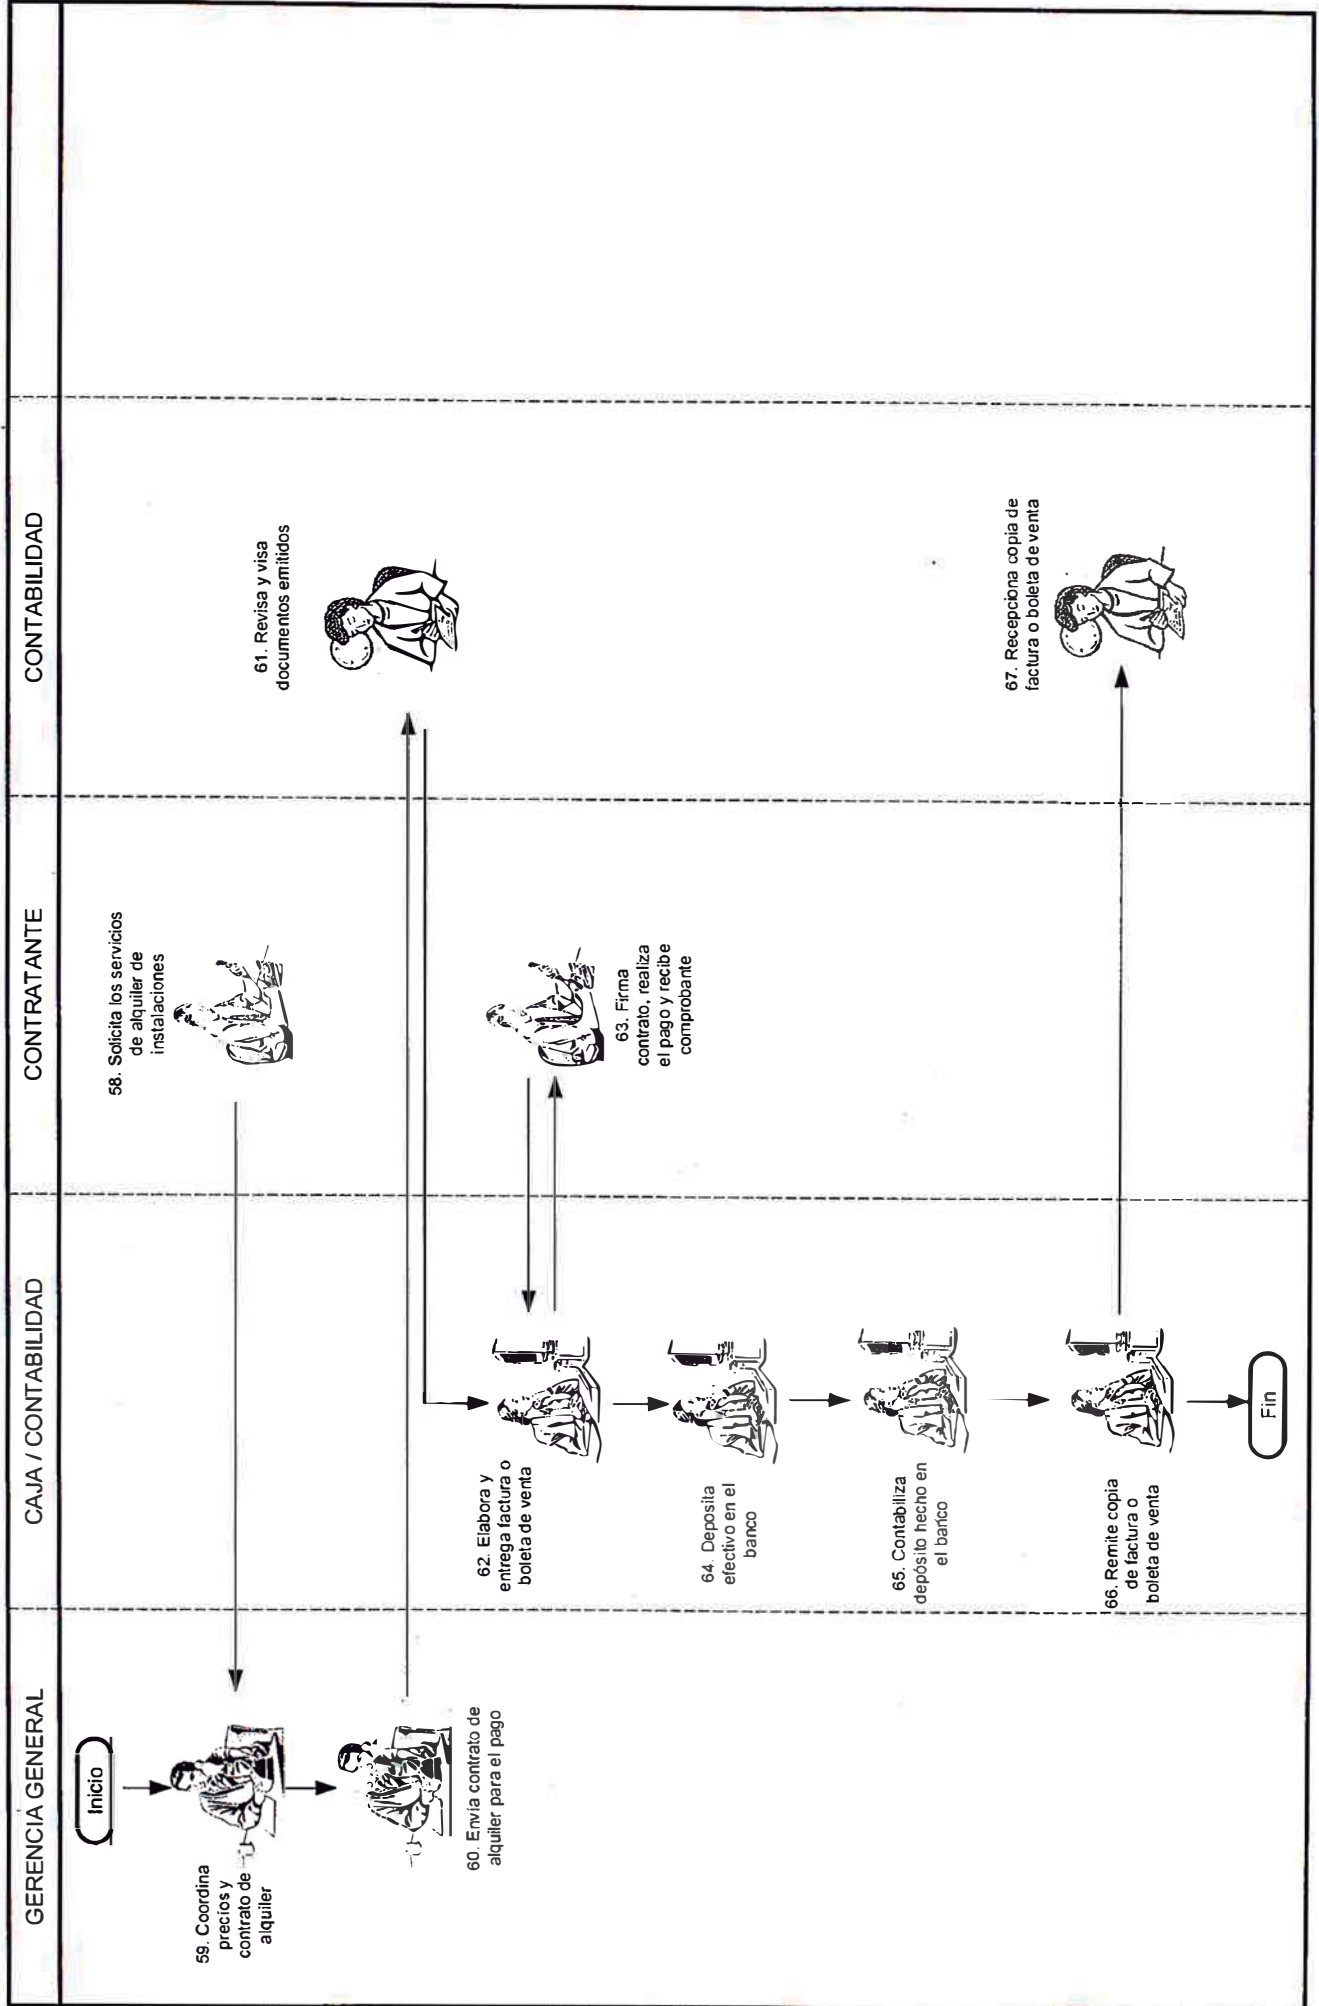 GERENCIA GENERAL
CAJA / CONTABILIDAD
CONTRATANTE
CONTABILIDAD
Inicio
58. Solicita los servicios
de alquiler de
instalaciones
59. Coordina
precios y
contrato de
alquiler
60. Envia contrato de
alquiler para el pago
61. Revisa y visa
documentos emitidos
62. Elabora y
entrega factura o
boleta de venta
63. Firma
contrato, realiza
el pago y recibe
comprobante
64. Deposita
efectivo en el
banco
65. Contabiliza
depósito hecho en
el banco
66. Remite copia
de factura o
boleta de venta
67. Recepciona copia de
factura o boleta de venta
Fin